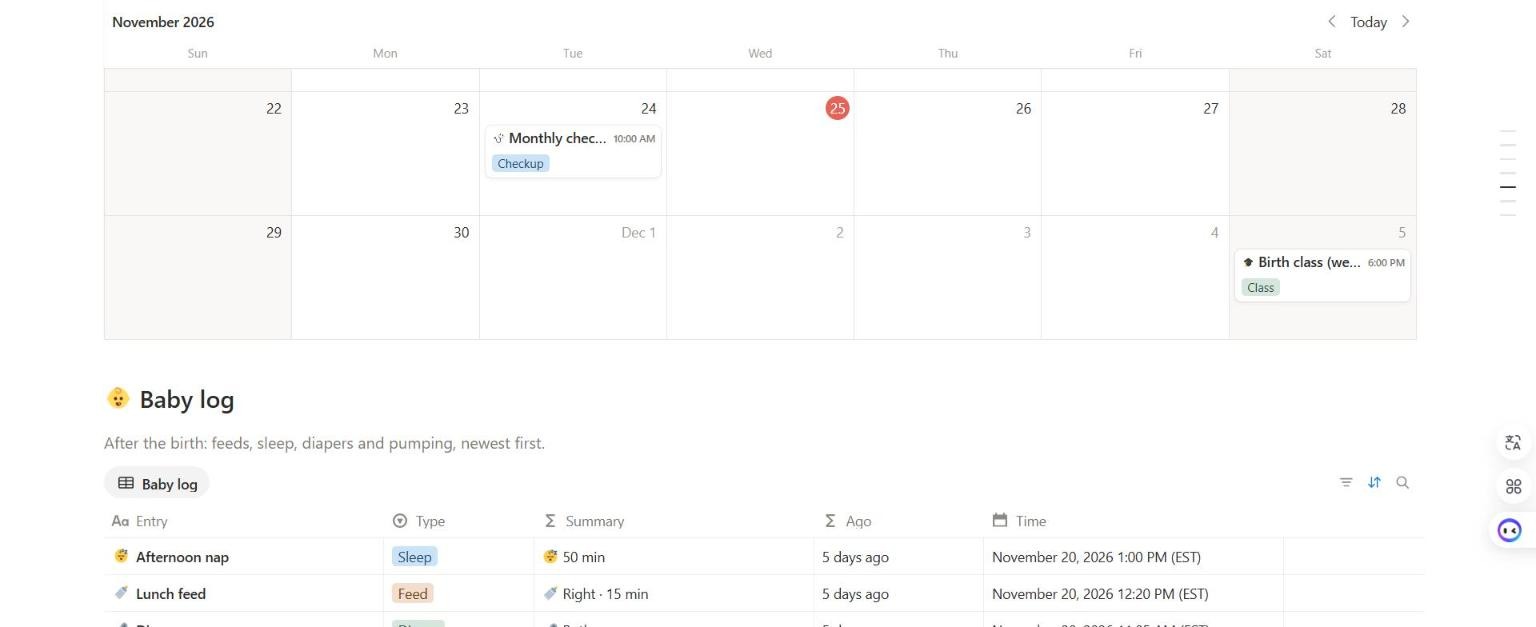 November 2026
Today
Sun Mon Tue Wed Thu Fri Sat
22 23 24 25 26 27 28
Monthly chec... 10:00 AM
Checkup
29 30 Dec 1 2 3 4 5
Birth class (we... 6:00 PM
Class
Baby log
After the birth: feeds, sleep, diapers and pumping, newest first.
Baby log
Aa Entry Type Σ Summary Σ Ago Time
Afternoon nap Sleep 50 min 5 days ago November 20, 2026 1:00 PM (EST)
Lunch feed Feed Right · 15 min 5 days ago November 20, 2026 12:20 PM (EST)